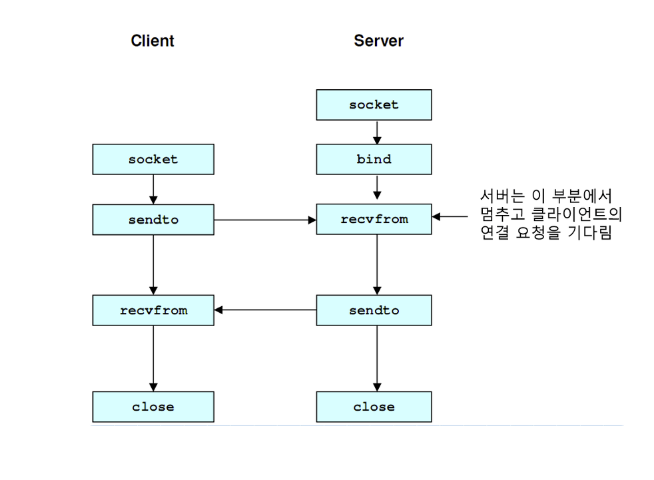 Client
Server
socket
socket
bind
sendto
recvfrom
서버는 이 부분에서
멈추고 클라이언트의
연결 요청을 기다림
recvfrom
sendto
close
close